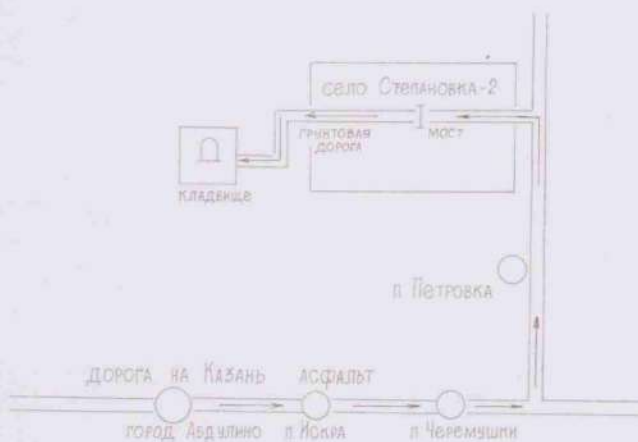 село Степановка-2
грунтовая
дорога
мост
кладбище
п. Петровка
дорога на Казань асфальт
город Абдулино п. Искра п. Черемушки